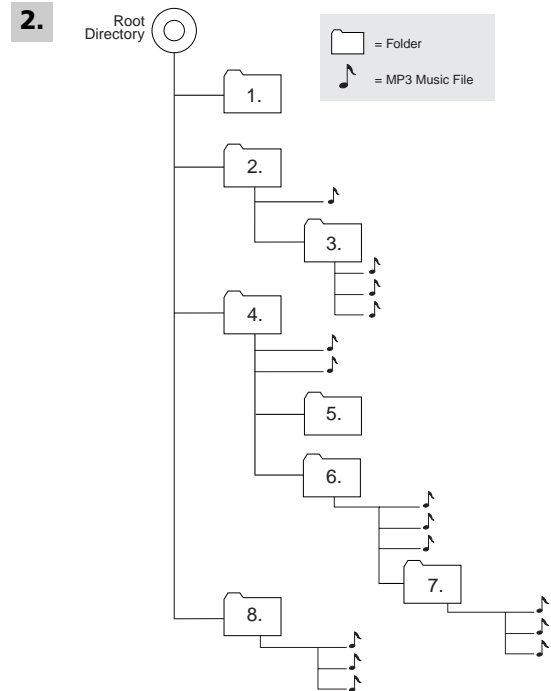 2.
Root
Directory
= Folder
= MP3 Music File
1.
2.
3.
4.
5.
6.
7.
8.